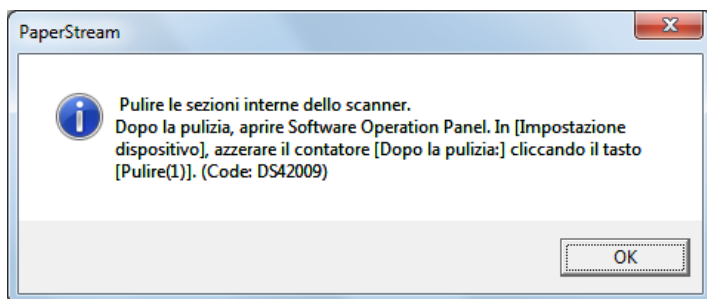 PaperStream
Pulire le sezioni interne dello scanner.
Dopo la pulizia, aprire Software Operation Panel. In [Impostazione
dispositivo], azzerare il contatore [Dopo la pulizia:] cliccando il tasto
[Pulire(1)]. (Code: DS42009)
OK